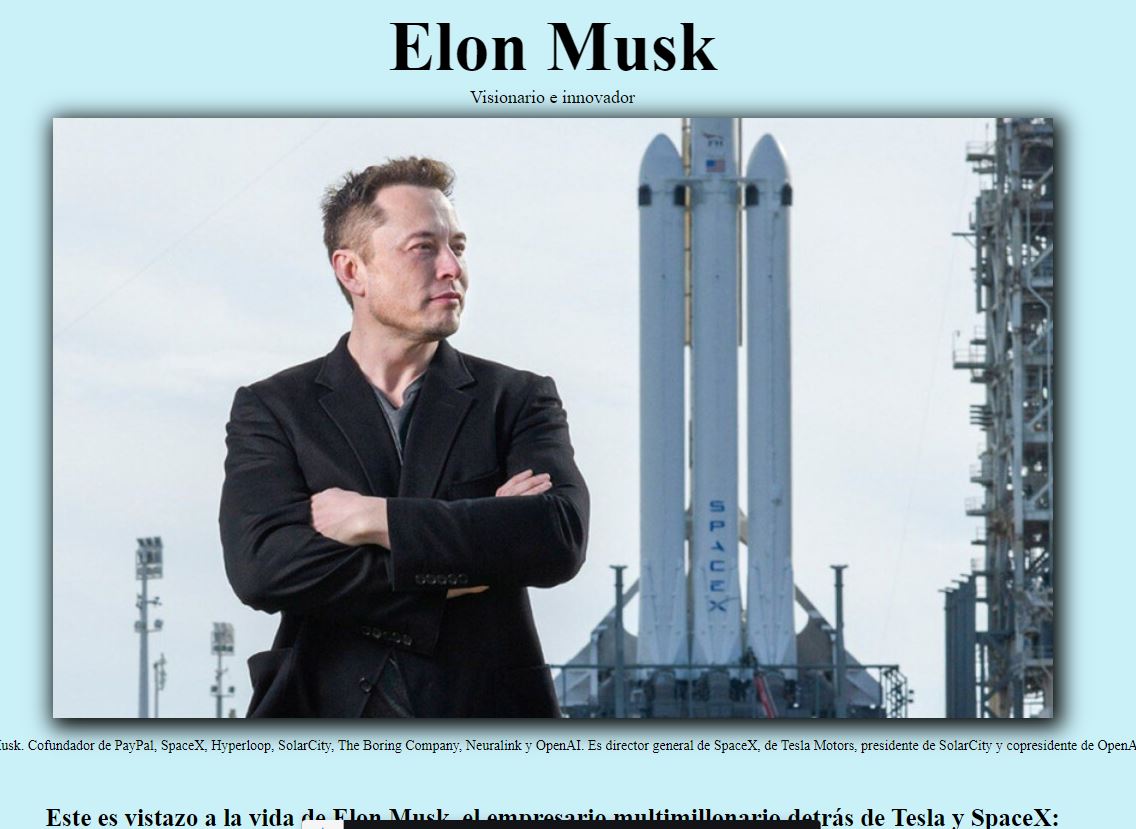 Elon Musk
Visionario e innovador
FH
SPACEX
usk. Cofundador de PayPal, SpaceX, Hyperloop, SolarCity, The Boring Company, Neuralink y OpenAI. Es director general de SpaceX, de Tesla Motors, presidente de SolarCity y copresidente de OpenA
Este es vistazo a la vida de Elon Musk, el empresario multimillonario detrás de Tesla y SpaceX: